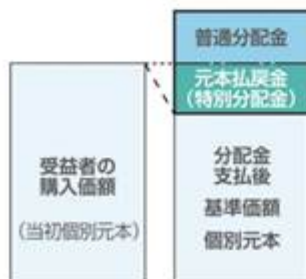 普通分配金
元本払戻金
(特別分配金)
受益者の
購入価額
(当初個別元本)
分配金
支払後
基準価額
個別元本